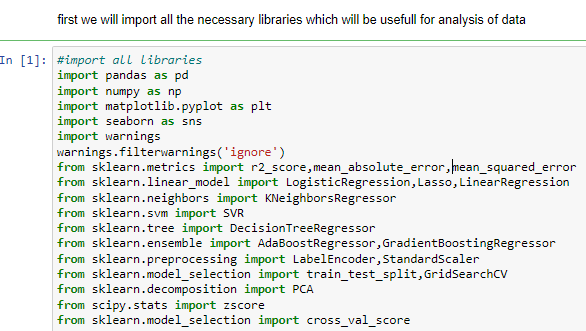 first we will import all the necessary libraries which will be usefull for analysis of data
In [1]: #import all libraries
import pandas as pd
import numpy as np
import matplotlib.pyplot as plt
import seaborn as sns
import warnings
warnings.filterwarnings('ignore')
from sklearn.metrics import r2_score,mean_absolute_error,mean_squared_error
from sklearn.linear_model import LogisticRegression,Lasso,LinearRegression
from sklearn.neighbors import KNeighborsRegressor
from sklearn.svm import SVR
from sklearn.tree import DecisionTreeRegressor
from sklearn.ensemble import AdaBoostRegressor,GradientBoostingRegressor
from sklearn.preprocessing import LabelEncoder,StandardScaler
from sklearn.model_selection import train_test_split,GridSearchCV
from sklearn.decomposition import PCA
from scipy.stats import zscore
from sklearn.model_selection import cross_val_score